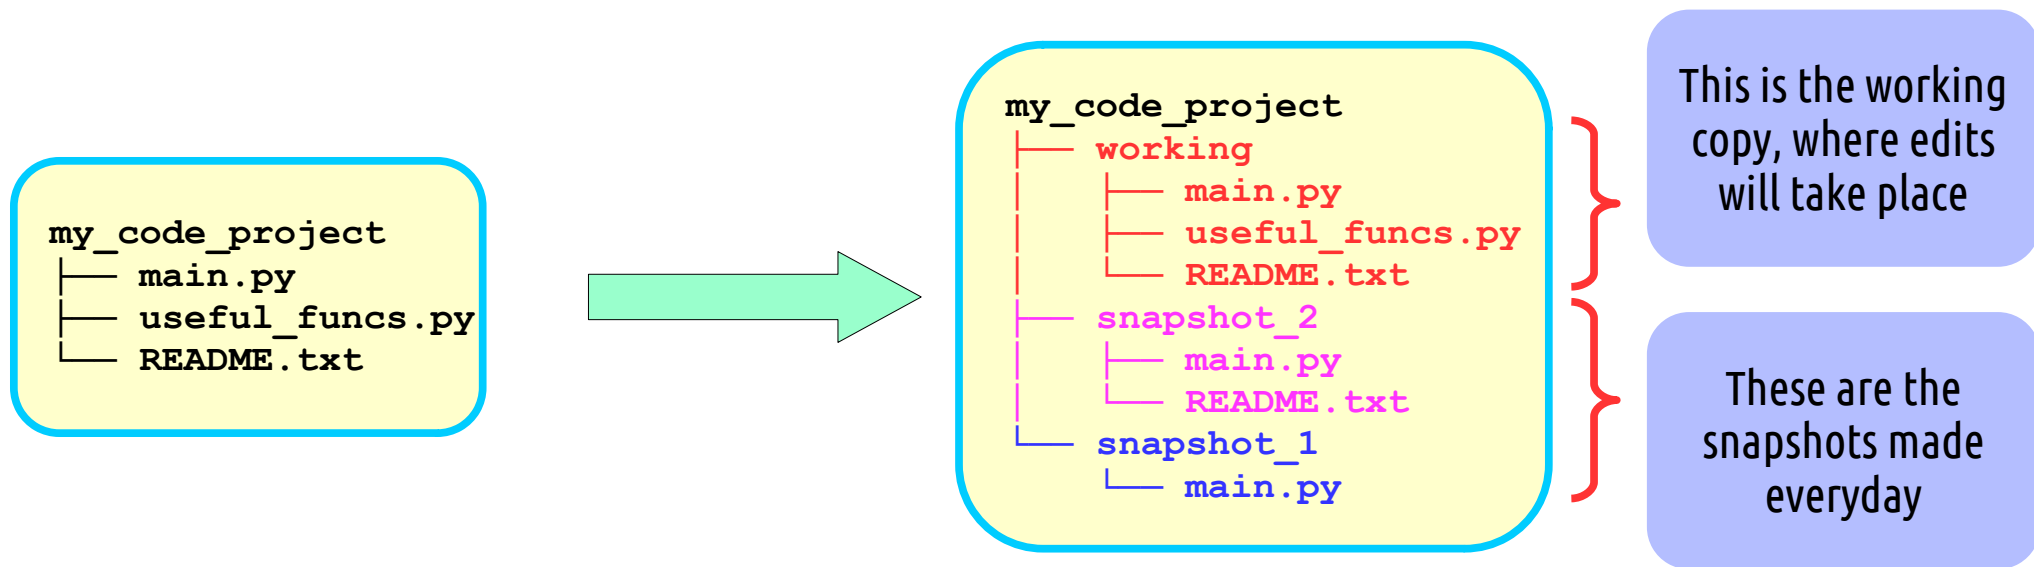 my_code_project
├── main.py
├── useful_funcs.py
└── README.txt
my_code_project
├── working
│   ├── main.py
│   ├── useful_funcs.py
│   └── README.txt
├── snapshot_2
│   ├── main.py
│   └── README.txt
└── snapshot_1
    └── main.py
This is the working
copy, where edits
will take place
These are the
snapshots made
everyday